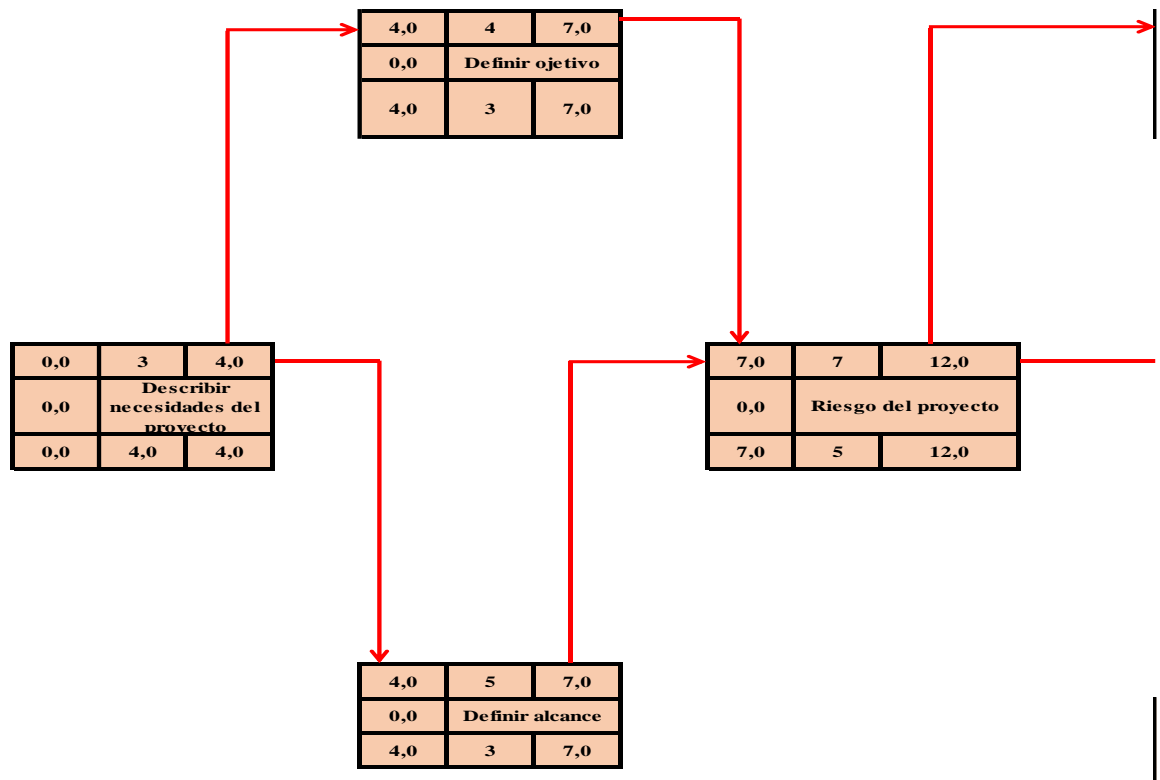 4,0 4 7,0
0,0 Definir ojetivo
4,0 3 7,0
0,0 3 4,0
0,0 Describir
necesidades del
proyecto
0,0 4,0 4,0
7,0 7 12,0
0,0 Riesgo del proyecto
7,0 5 12,0
4,0 5 7,0
0,0 Definir alcance
4,0 3 7,0